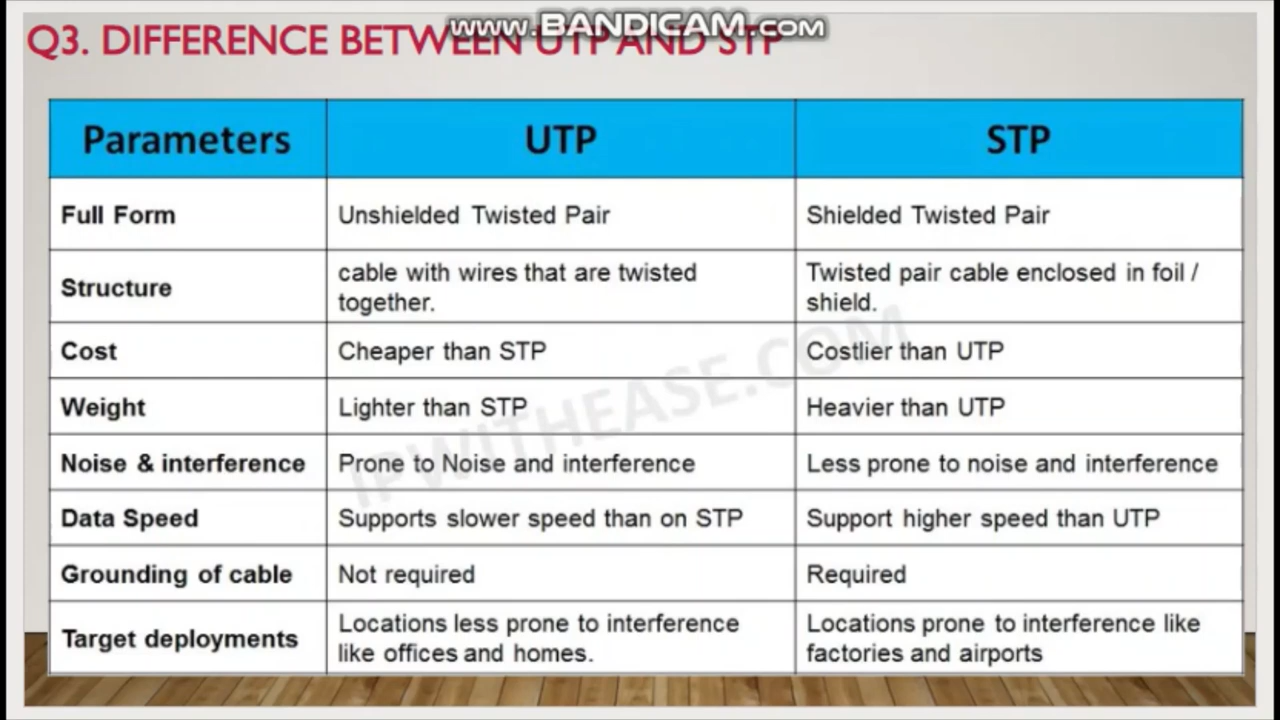 www.BANDICAM.com
Q3. DIFFERENCE BETWEEN UTP AND STP
Parameters UTP STP
Full Form Unshielded Twisted Pair Shielded Twisted Pair
Structure cable with wires that are twisted together. Twisted pair cable enclosed in foil / shield.
Cost Cheaper than STP Costlier than UTP
Weight Lighter than STP Heavier than UTP
Noise & interference Prone to Noise and interference Less prone to noise and interference
Data Speed Supports slower speed than on STP Support higher speed than UTP
Grounding of cable Not required Required
Target deployments Locations less prone to interference like offices and homes. Locations prone to interference like factories and airports
IPWITHEASE.COM